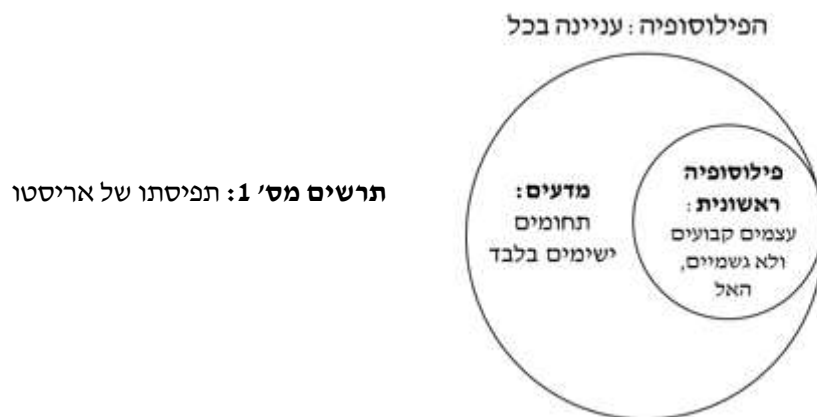 הפילוסופיה: עניינה בכל
פילוסופיה
ראשונית:
עצמים קבועים
ולא גשמיים,
האל
מדעים:
תחומים
ישימים בלבד
תרשים מס' 1: תפיסתו של אריסטו